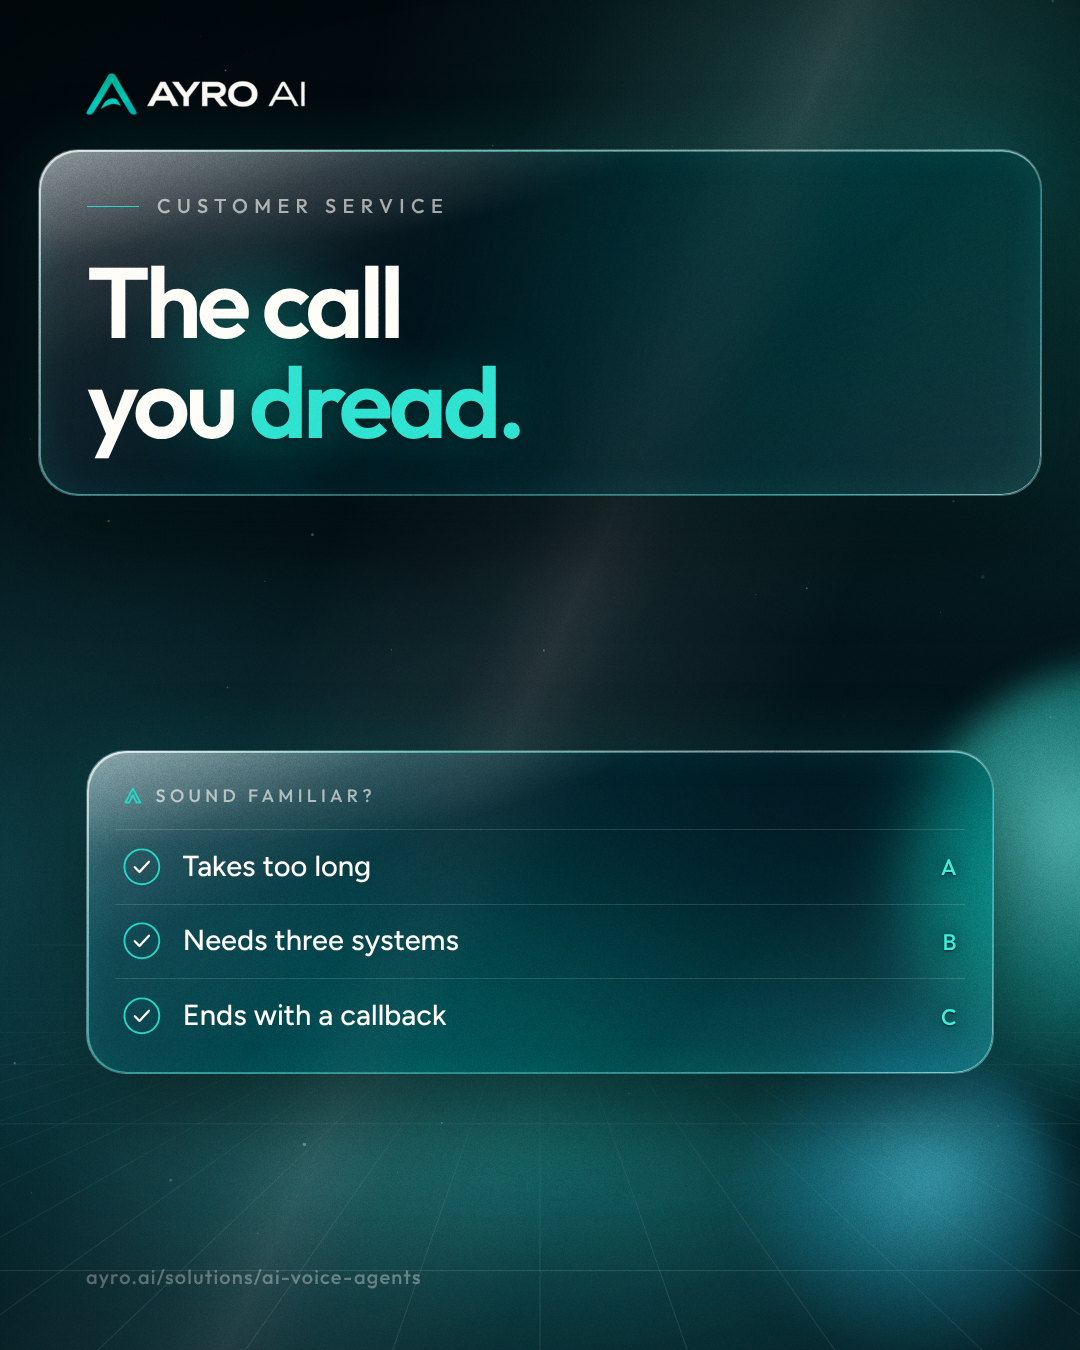 AYRO AI
CUSTOMER SERVICE
The call
you dread.
SOUND FAMILIAR?
Takes too long A
Needs three systems B
Ends with a callback C
ayro.ai/solutions/ai-voice-agents